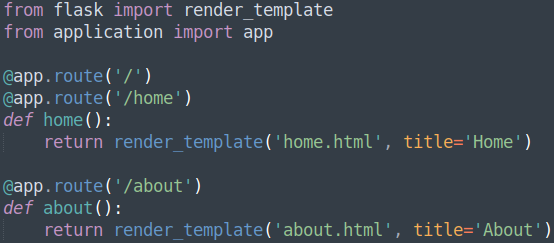 from flask import render_template
from application import app
@app.route('/')
@app.route('/home')
def home():
    return render_template('home.html', title='Home')
@app.route('/about')
def about():
    return render_template('about.html', title='About')